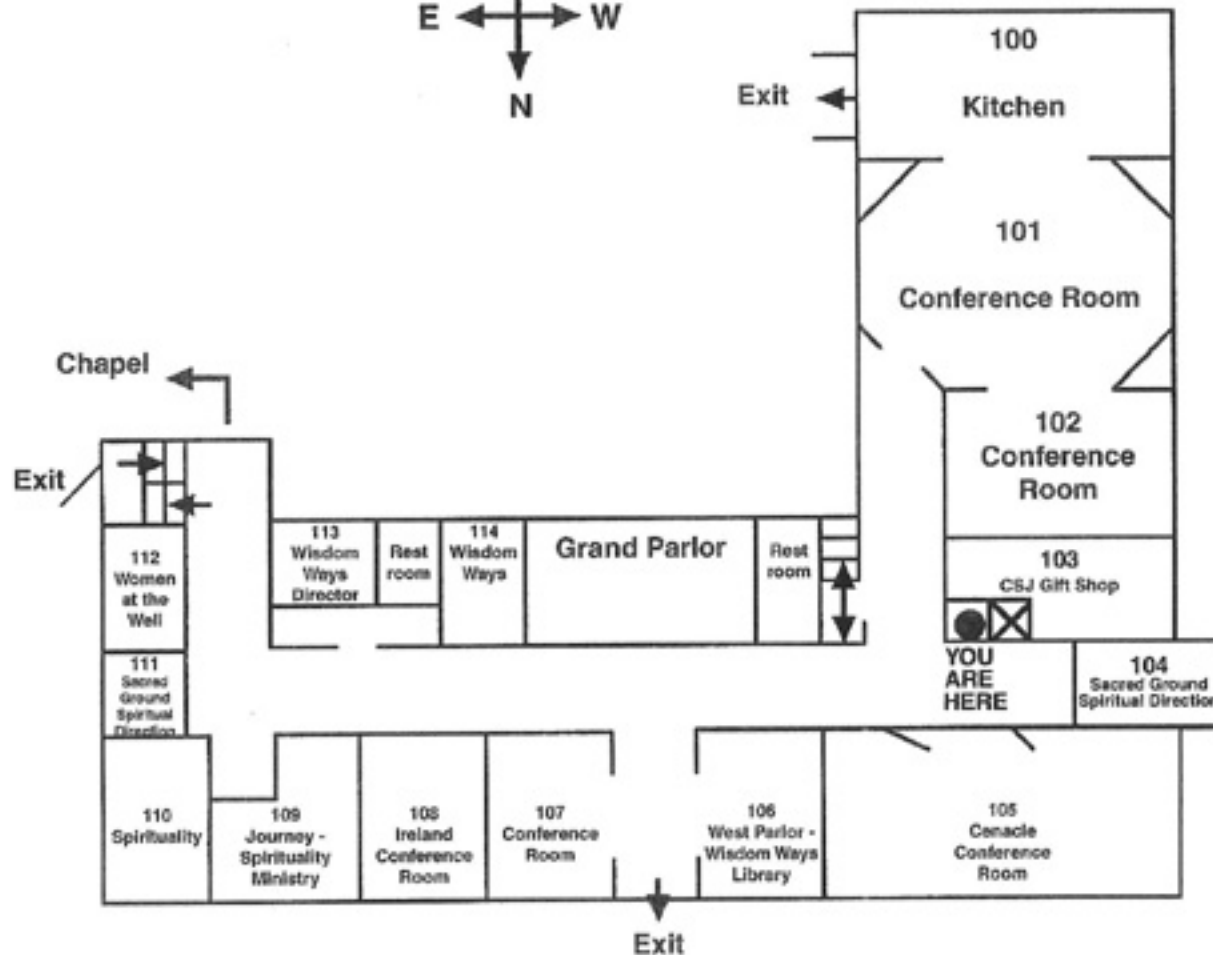 E
W
N
100
Kitchen
Exit
101
Conference Room
Chapel
Exit
102
Conference
Room
103
CSJ Gift Shop
YOU
ARE
HERE
104
Sacred Ground
Spiritual Direction
113
Wisdom
Ways
Director
Rest
room
114
Wisdom
Ways
Grand Parlor
Rest
room
112
Women
at the
Well
111
Sacred
Ground
Spiritual
Direction
110
Spirituality
109
Journey -
Spirituality
Ministry
108
Ireland
Conference
Room
107
Conference
Room
106
West Parlor -
Wisdom Ways
Library
105
Cenacle
Conference
Room
Exit